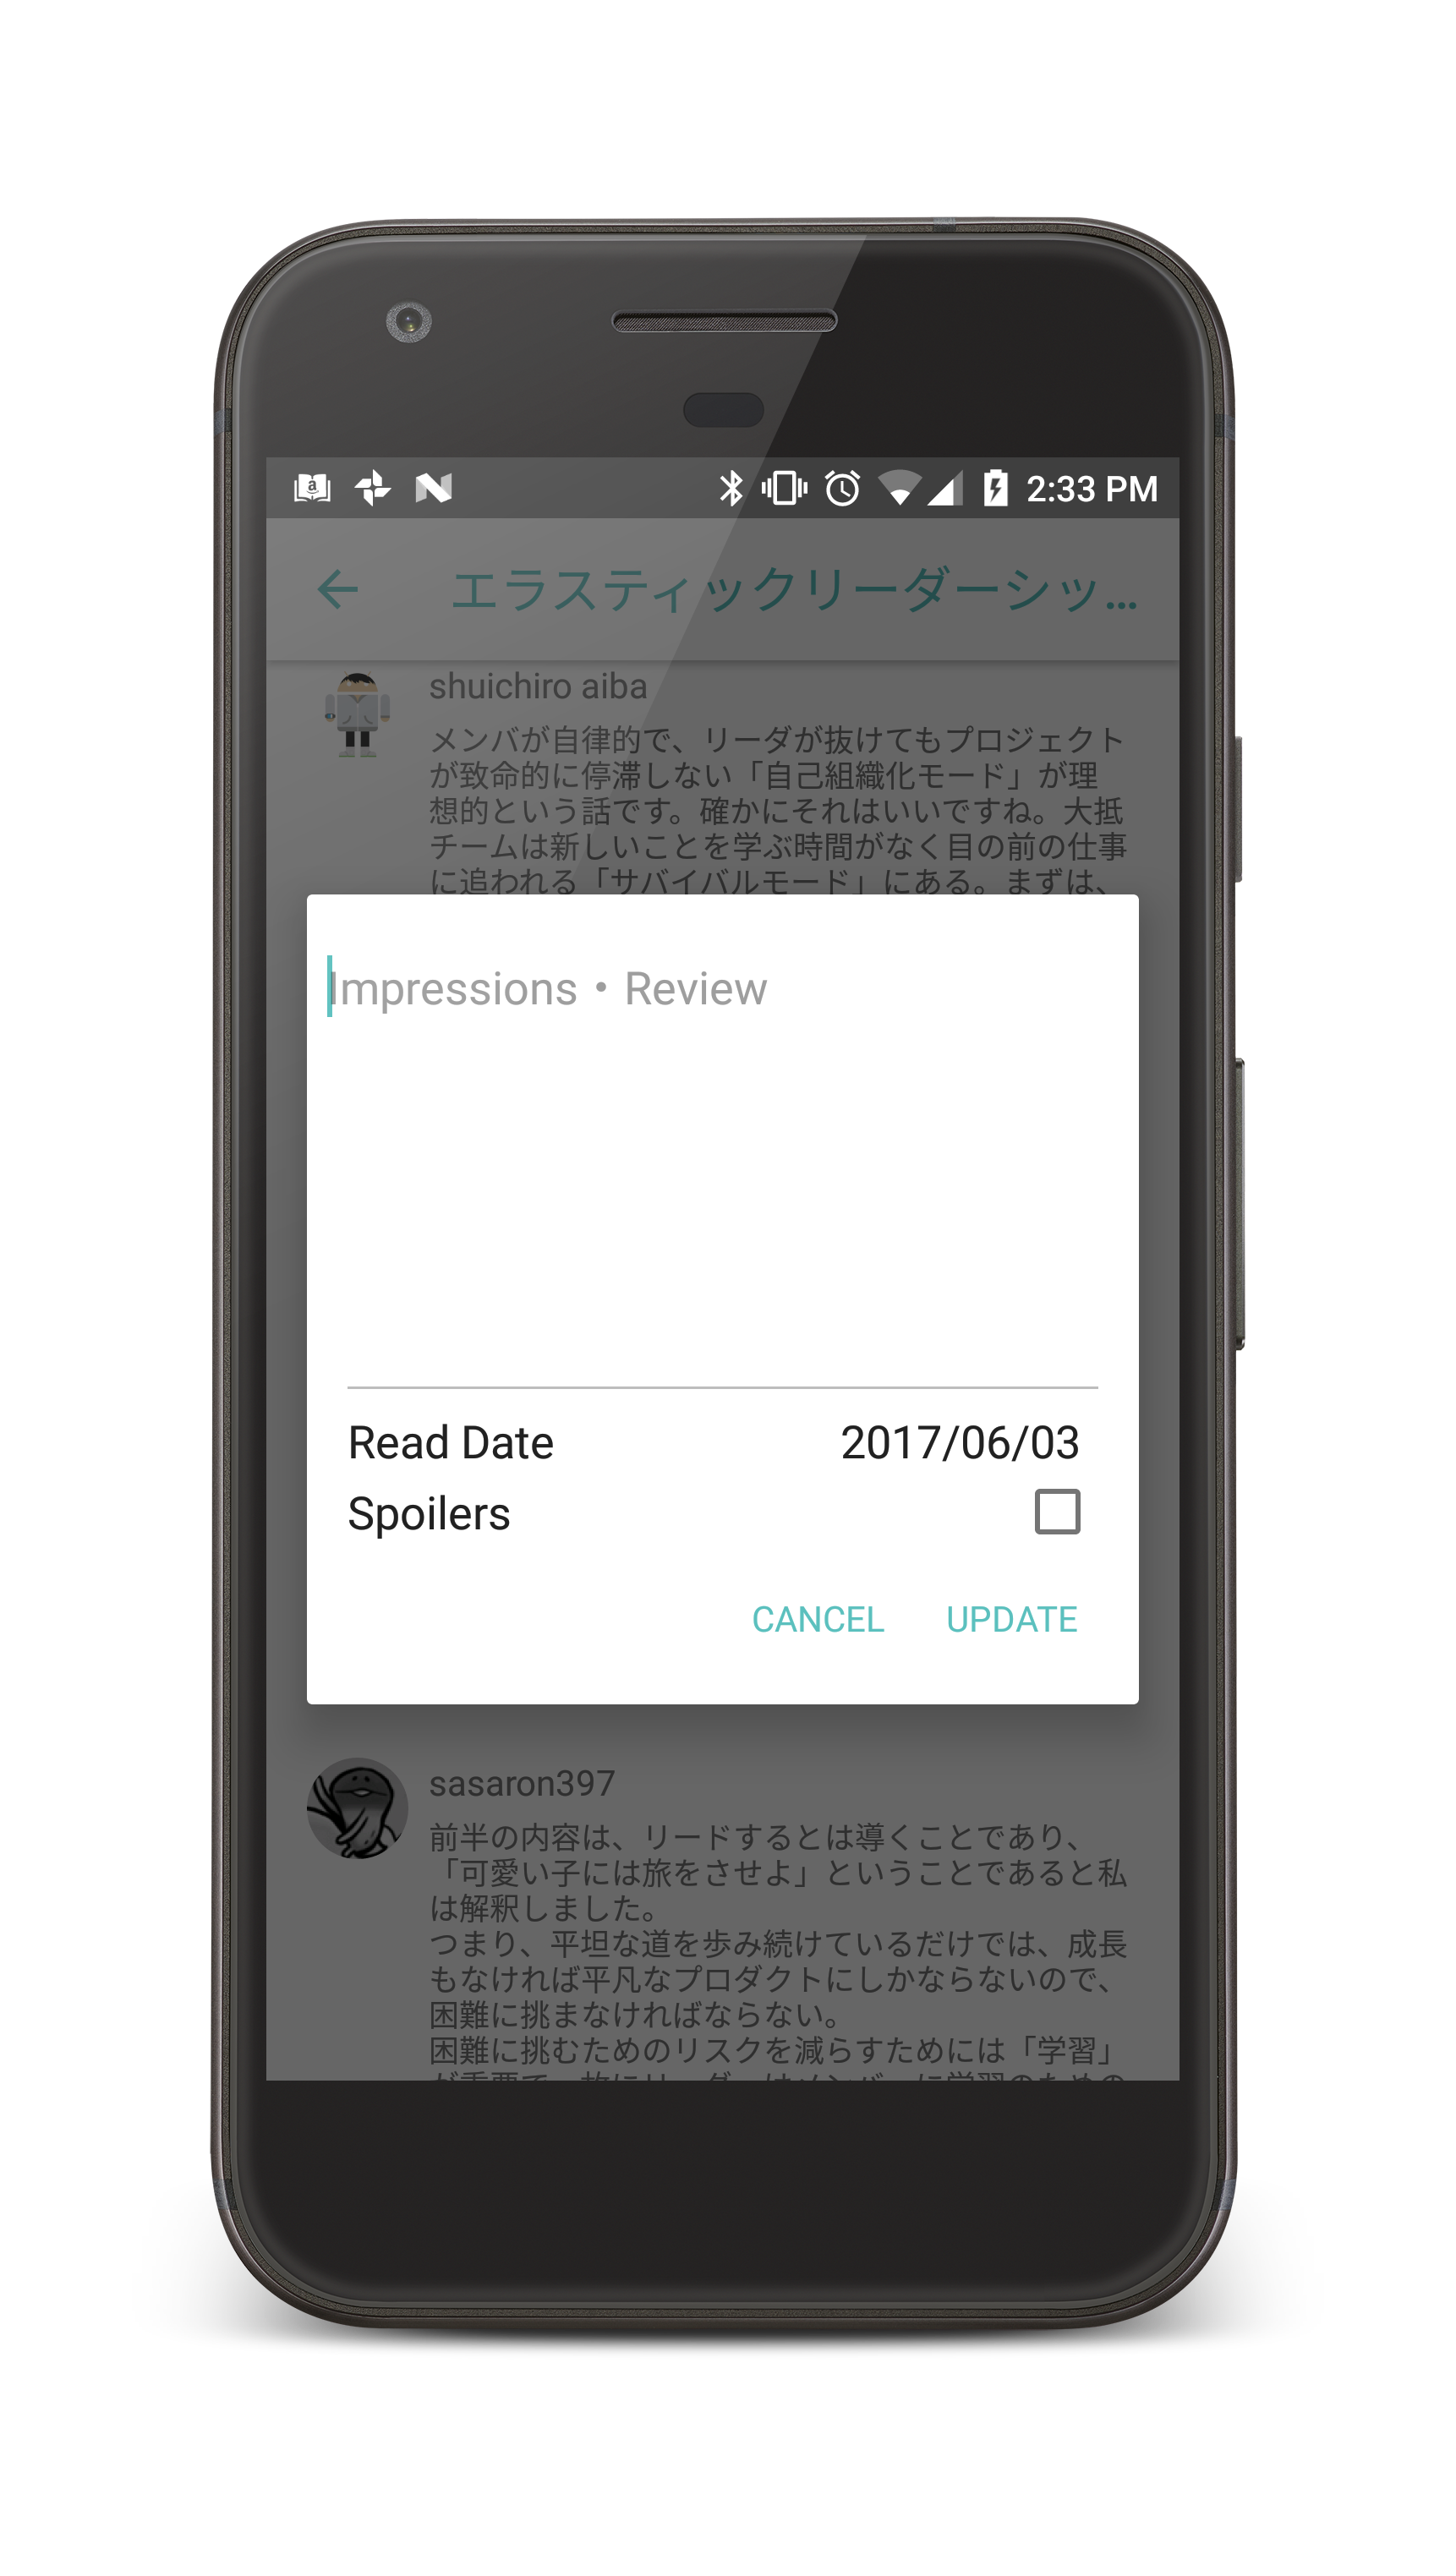 2:33 PM
エラスティックリーダーシッ...
shuichiro aiba
メンバが自律的で、リーダが抜けてもプロジェクト
が致命的に停滞しない「自己組織化モード」が理
想的という話です。確かにそれはいいですね。大抵
チームは新しいことを学ぶ時間がなく目の前の仕事
に追われる「サバイバルモード」にある。まずは、
Impressions・Review
Read Date 2017/06/03
Spoilers
CANCEL UPDATE
sasaron397
前半の内容は、リードするとは導くことであり、
「可愛い子には旅をさせよ」ということであると私
は解釈しました。
つまり、平坦な道を歩み続けているだけでは、成長
もなければ平凡なプロダクトにしかならないので、
困難に挑まなければならない。
困難に挑むためのリスクを減らすためには「学習」